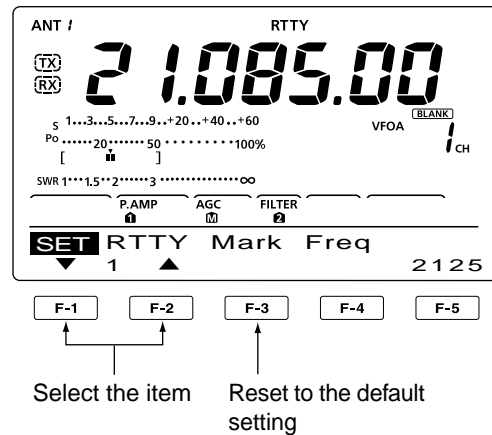 ANT 1 RTTY
TX
RX
21.085.00
S 1•••3•••5•••7•••9••+20••+40••+60
Po ••••••20••••••50•••••••••100%
[ ]
VFOA
BLANK
1 CH
SWR 1•••1.5••2•••••3••••••••••••••∞
P.AMP AGC FILTER
1 M 2
SET RTTY Mark Freq
▼ 1 ▲ 2125
F-1 F-2 F-3 F-4 F-5
Select the item
Reset to the default
setting